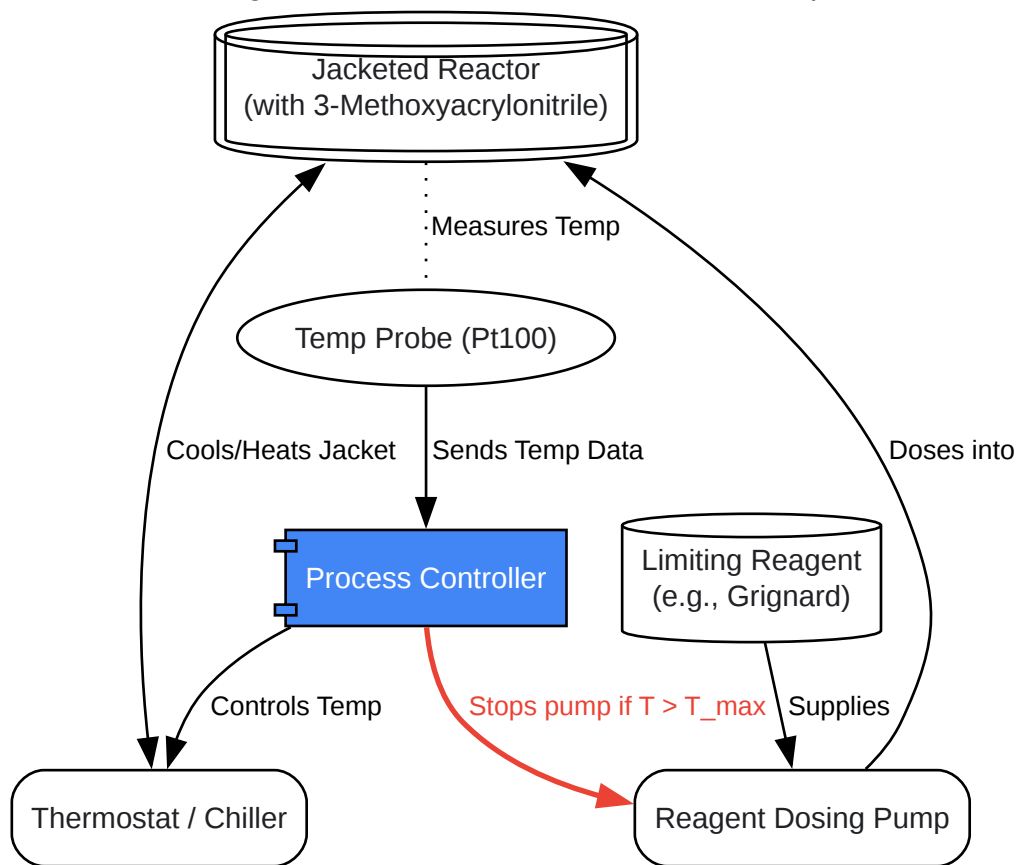 Jacketed Reactor
(with 3-Methoxyacrylonitrile)
Measures Temp
Temp Probe (Pt100)
Cools/Heats Jacket
Sends Temp Data
Doses into
Process Controller
Limiting Reagent
(e.g., Grignard)
Controls Temp
Stops pump if T > T_max
Supplies
Thermostat / Chiller
Reagent Dosing Pump